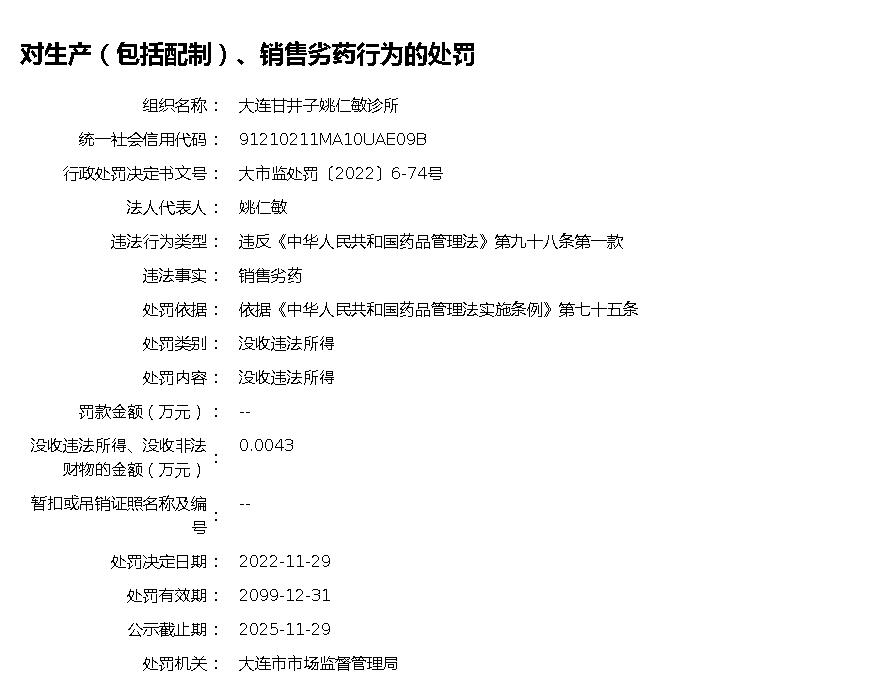 对生产（包括配制）、销售劣药行为的处罚
组织名称： 大连甘井子姚仁敏诊所
统一社会信用代码： 91210211MA10UAE09B
行政处罚决定书文号： 大市监处罚〔2022〕6-74号
法人代表人： 姚仁敏
违法行为类型： 违反《中华人民共和国药品管理法》第九十八条第一款
违法事实： 销售劣药
处罚依据： 依据《中华人民共和国药品管理法实施条例》第七十五条
处罚类别： 没收违法所得
处罚内容： 没收违法所得
罚款金额（万元）： --
没收违法所得、没收非法
财物的金额（万元）： 0.0043
暂扣或吊销证照名称及编
号： --
处罚决定日期： 2022-11-29
处罚有效期： 2099-12-31
公示截止期： 2025-11-29
处罚机关： 大连市市场监督管理局